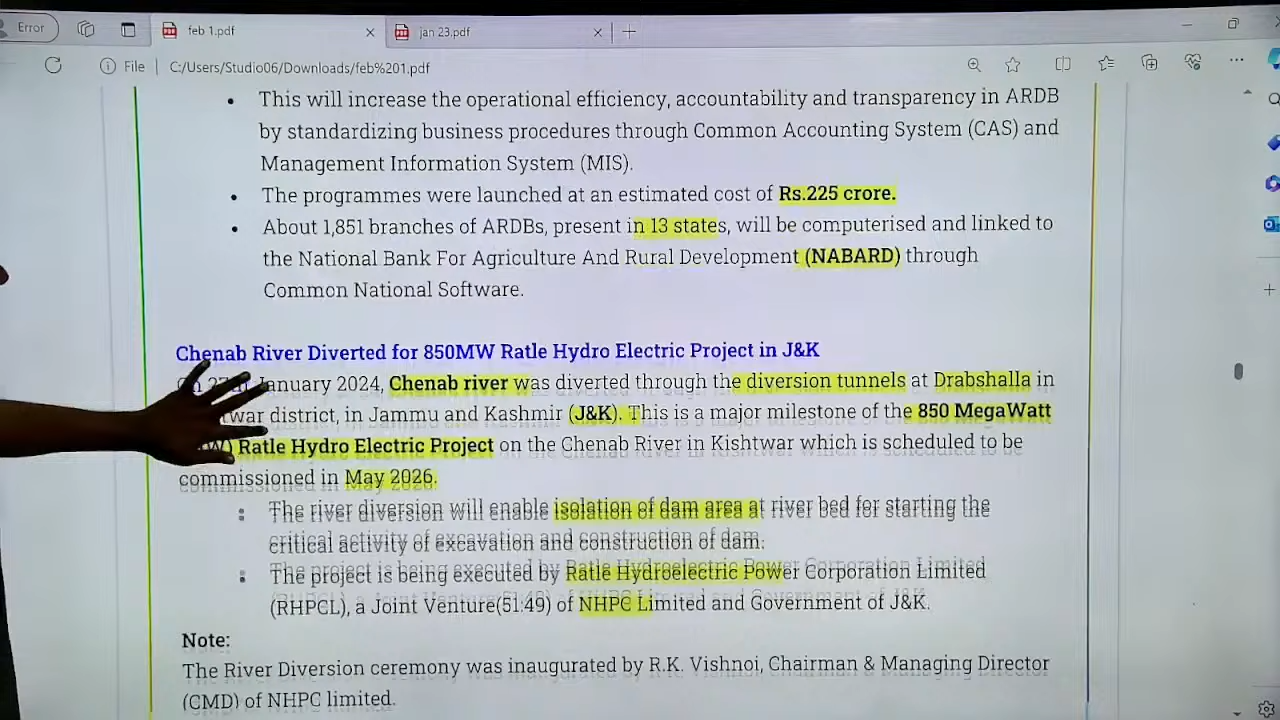 Error
feb 1.pdf
jan 23.pdf
File
C:/Users/Studio06/Downloads/feb%201.pdf
• This will increase the operational efficiency, accountability and transparency in ARDB
by standardizing business procedures through Common Accounting System (CAS) and
Management Information System (MIS).
• The programmes were launched at an estimated cost of Rs.225 crore.
• About 1,851 branches of ARDBs, present in 13 states, will be computerised and linked to
the National Bank For Agriculture And Rural Development (NABARD) through
Common National Software.
Chenab River Diverted for 850MW Ratle Hydro Electric Project in J&K
January 2024, Chenab river was diverted through the diversion tunnels at Drabshalla in
district, in Jammu and Kashmir (J&K). This is a major milestone of the 850 MegaWatt
Ratle Hydro Electric Project on the Chenab River in Kishtwar which is scheduled to be
commissioned in May 2026.
• The river diversion will enable isolation of dam area at river bed for starting the
critical activity of excavation and construction of dam.
• The project is being executed by Ratle Hydroelectric Power Corporation Limited
(RHPCL), a Joint Venture(51:49) of NHPC Limited and Government of J&K.
Note:
The River Diversion ceremony was inaugurated by R.K. Vishnoi, Chairman & Managing Director
(CMD) of NHPC limited.